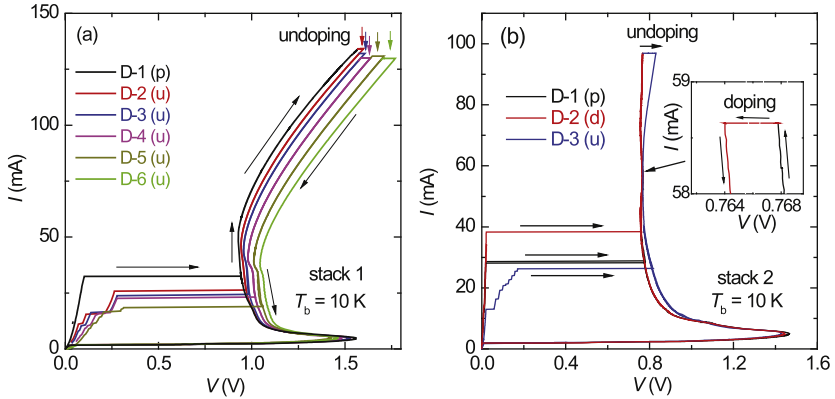 (a)
undoping
D-1 (p)
D-2 (u)
D-3 (u)
D-4 (u)
D-5 (u)
D-6 (u)
stack 1
Tb = 10 K
I (mA)
150
100
50
0
0.0
0.5
1.0
1.5
V (V)
(b)
undoping
D-1 (p)
D-2 (d)
D-3 (u)
59
doping
I (mA)
58
0.764
0.768
V (V)
stack 2
Tb = 10 K
I (mA)
100
80
60
40
20
0
0.0
0.4
0.8
1.2
1.6
V (V)